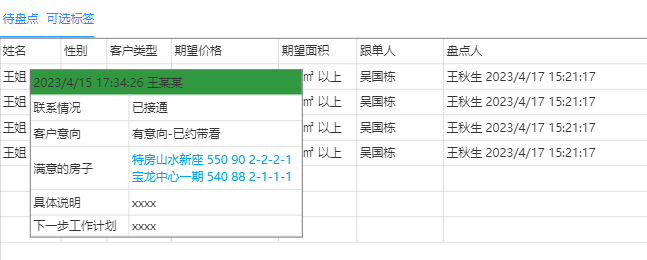 待盘点 可选标签
姓名 性别 客户类型 期望价格 期望面积 跟单人 盘点人
王姐 ㎡ 以上 吴国栋 王秋生 2023/4/17 15:21:17
2023/4/15 17:34:26 王某某
王姐 ㎡ 以上 吴国栋 王秋生 2023/4/17 15:21:17
联系情况 已接通
王姐 ㎡ 以上 吴国栋 王秋生 2023/4/17 15:21:17
客户意向 有意向-已约带看
王姐 ㎡ 以上 吴国栋 王秋生 2023/4/17 15:21:17
满意的房子 特房山水新座 550 90 2-2-2-1
宝龙中心一期 540 88 2-1-1-1
具体说明 xxxx
下一步工作计划 xxxx